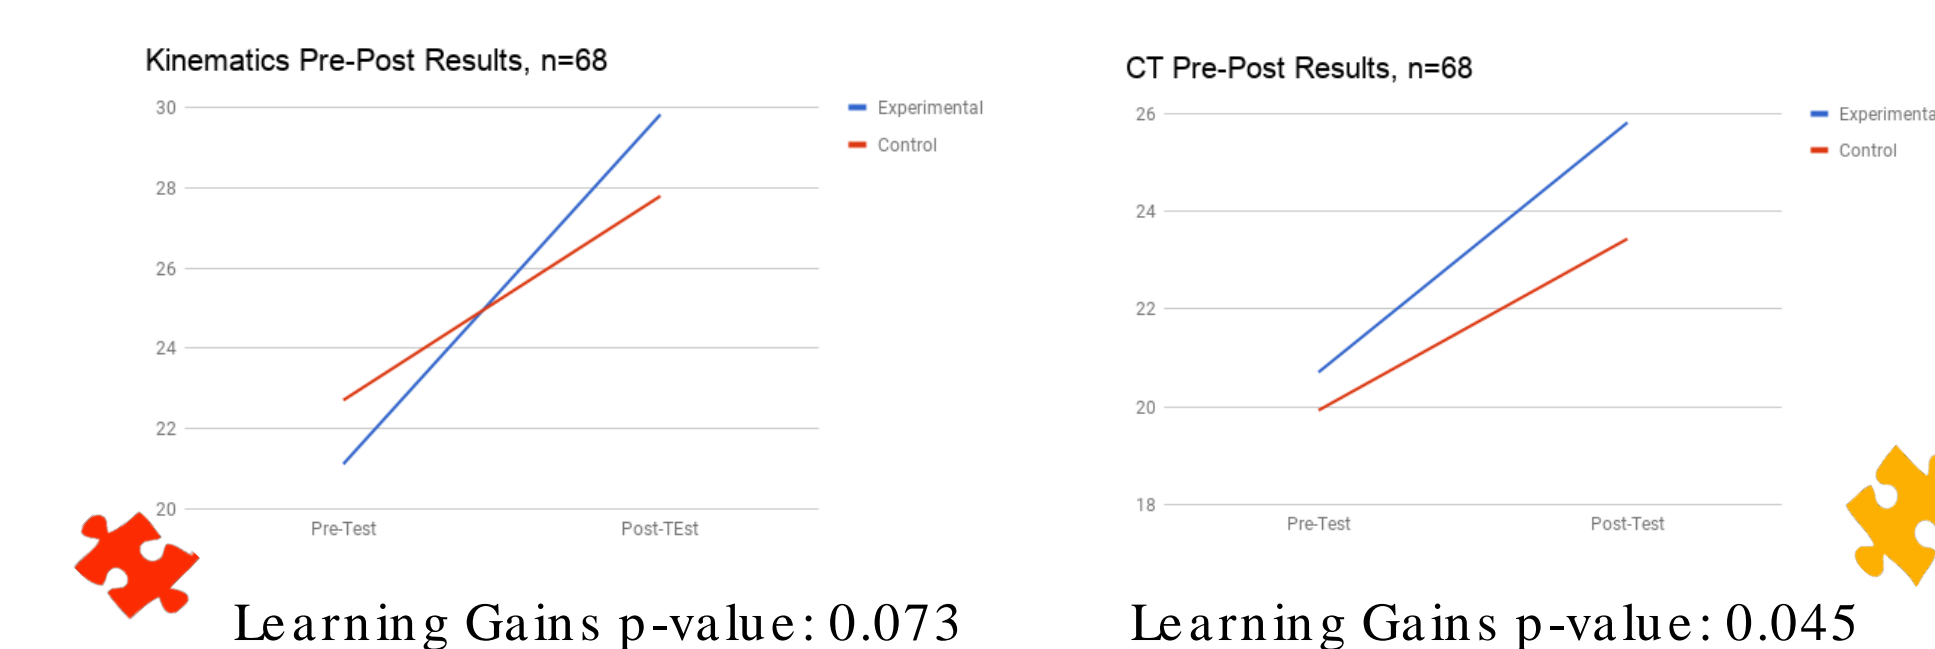 Kinematics Pre-Post Results, n=68
30
28
26
24
22
20
Pre-Test
Post-TEst
Experimental
Control
Learning Gains p-value: 0.073
CT Pre-Post Results, n=68
26
24
22
20
18
Pre-Test
Post-Test
Experimenta
Control
Learning Gains p-value: 0.045